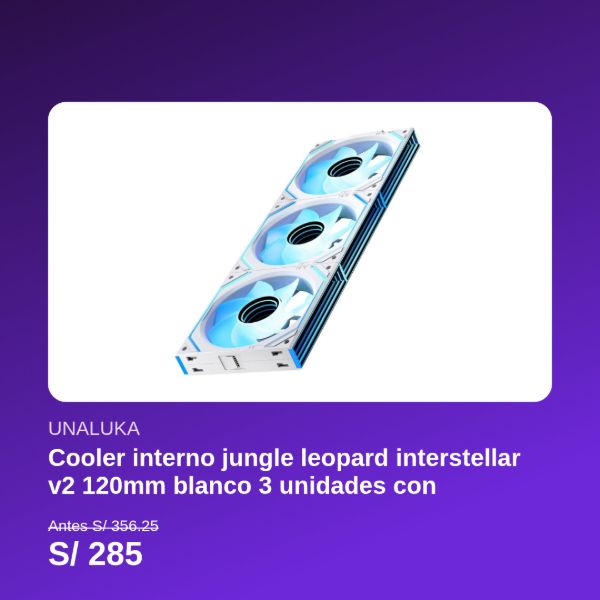 UNALUKA
Cooler interno jungle leopard interstellar
v2 120mm blanco 3 unidades con
Antes S/ 356.25
S/ 285